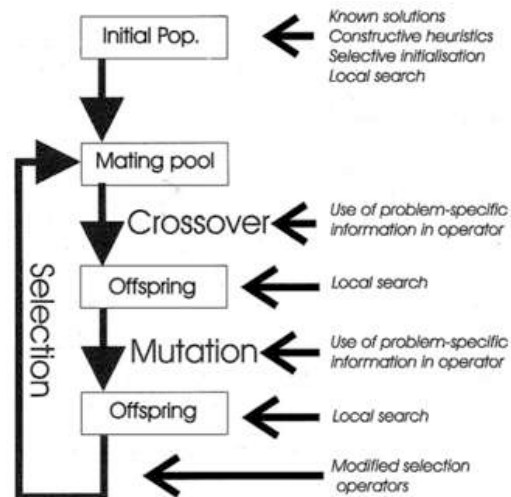 Initial Pop.
Known solutions
Constructive heuristics
Selective initialisation
Local search
Mating pool
Crossover
Use of problem-specific
information in operator
Offspring
Local search
Selection
Mutation
Use of problem-specific
information in operator
Offspring
Local search
Modified selection
operators